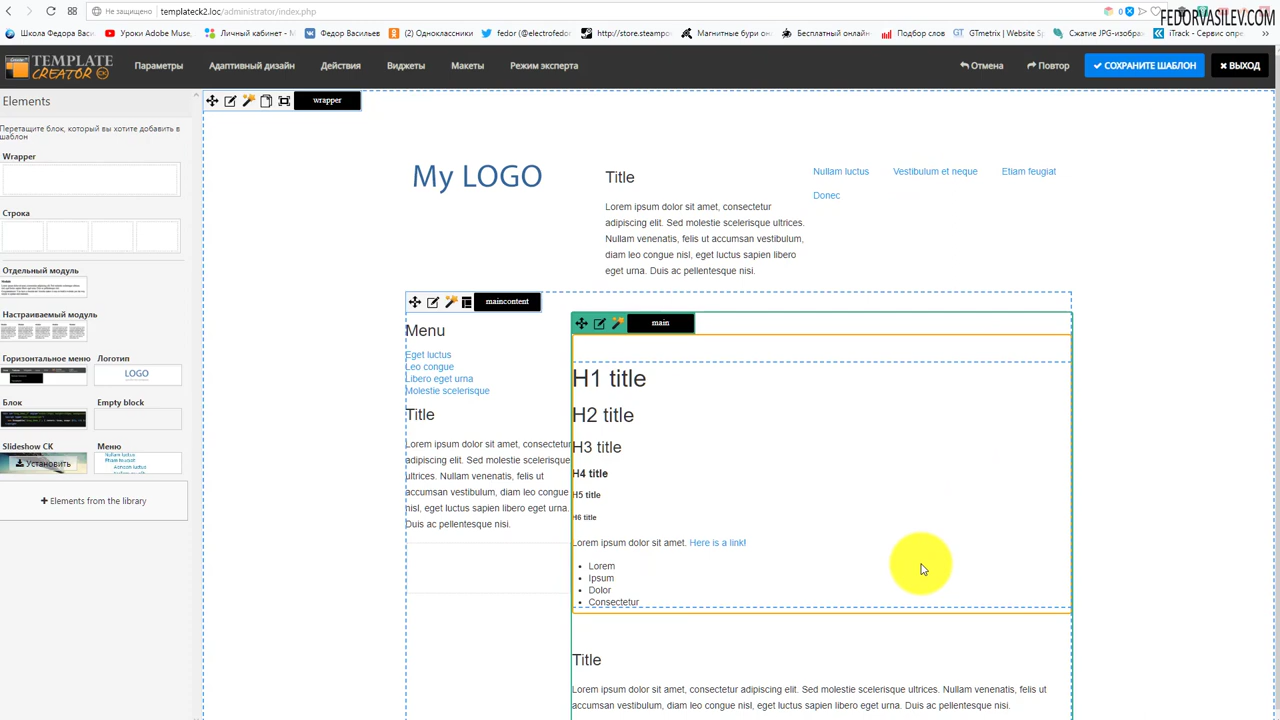 Не защищено templateck2.loc/administrator/index.php
FEDORVASILEV.COM
Школа Федора Васи.. Уроки Adobe Muse, Личный кабинет - M Федор Васильев (2) Одноклассники fedor (@electrofedor http://store.steampo Магнитные бури он Бесплатный онлайн Подбор слов GTmetrix | Website S Сжатие JPG-изображ iTrack - Сервис опре
TEMPLATE
CREATOR CK
Параметры Адаптивный дизайн Действия Виджеты Макеты Режим эксперта Отмена Повтор СОХРАНИТЕ ШАБЛОН ВЫХОД
Elements
Перетащите блок, который вы хотите добавить в
шаблон
Wrapper
Строка
Отдельный модуль
Настраиваемый модуль
Горизонтальное меню Логотип
LOGO
Блок Empty block
Slideshow CK Меню
Установить
Nullam luctus
Elements from the library
wrapper
My LOGO
Title
Lorem ipsum dolor sit amet, consectetur
adipiscing elit. Sed molestie scelerisque ultrices.
Nullam venenatis, felis ut accumsan vestibulum,
diam leo congue nisl, eget luctus sapien libero
eget urna. Duis ac pellentesque nisi.
Nullam luctus Vestibulum et neque Etiam feugiat
Donec
maincontent
Menu
Eget luctus
Leo congue
Libero eget urna
Molestie scelerisque
Title
Lorem ipsum dolor sit amet, consectetur
adipiscing elit. Sed molestie scelerisque
ultrices. Nullam venenatis, felis ut
accumsan vestibulum, diam leo congue
nisl, eget luctus sapien libero eget urna.
Duis ac pellentesque nisi.
main
H1 title
H2 title
H3 title
H4 title
H5 title
H6 title
Lorem ipsum dolor sit amet. Here is a link!
Lorem
Ipsum
Dolor
Consectetur
Title
Lorem ipsum dolor sit amet, consectetur adipiscing elit. Sed molestie scelerisque ultrices. Nullam venenatis, felis ut
accumsan vestibulum, diam leo congue nisl, eget luctus sapien libero eget urna. Duis ac pellentesque nisi.